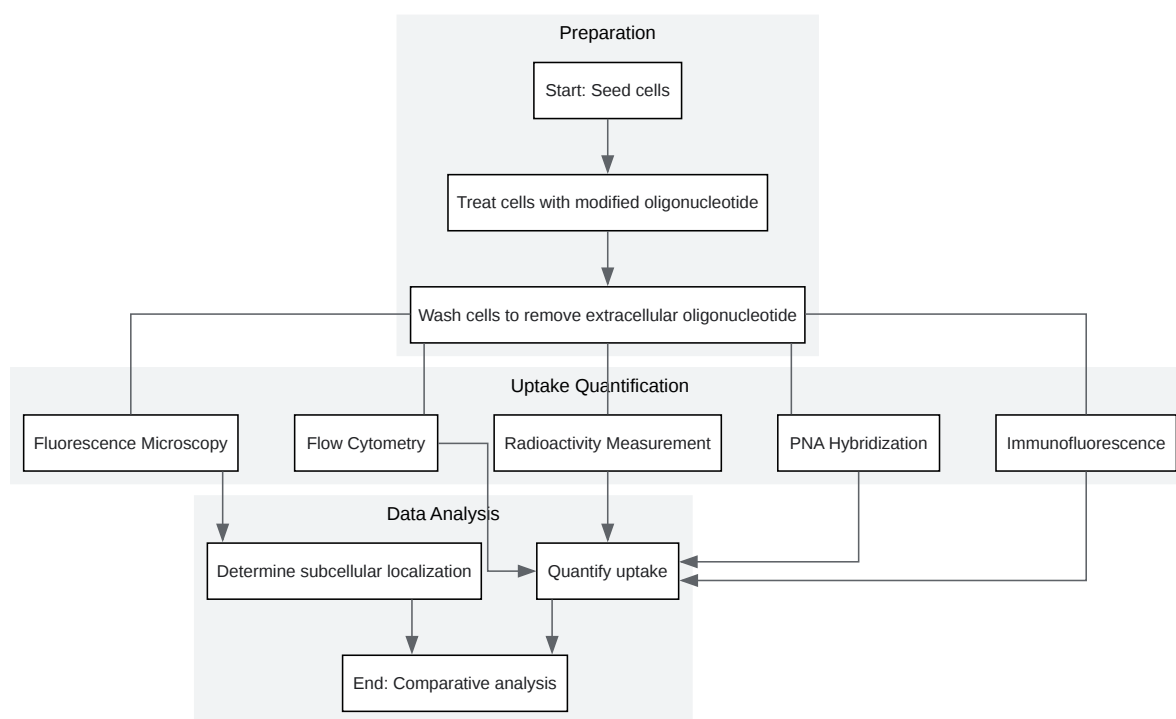 Preparation
Start: Seed cells
Treat cells with modified oligonucleotide
Wash cells to remove extracellular oligonucleotide
Uptake Quantification
Fluorescence Microscopy
Flow Cytometry
Radioactivity Measurement
PNA Hybridization
Immunofluorescence
Data Analysis
Determine subcellular localization
Quantify uptake
End: Comparative analysis